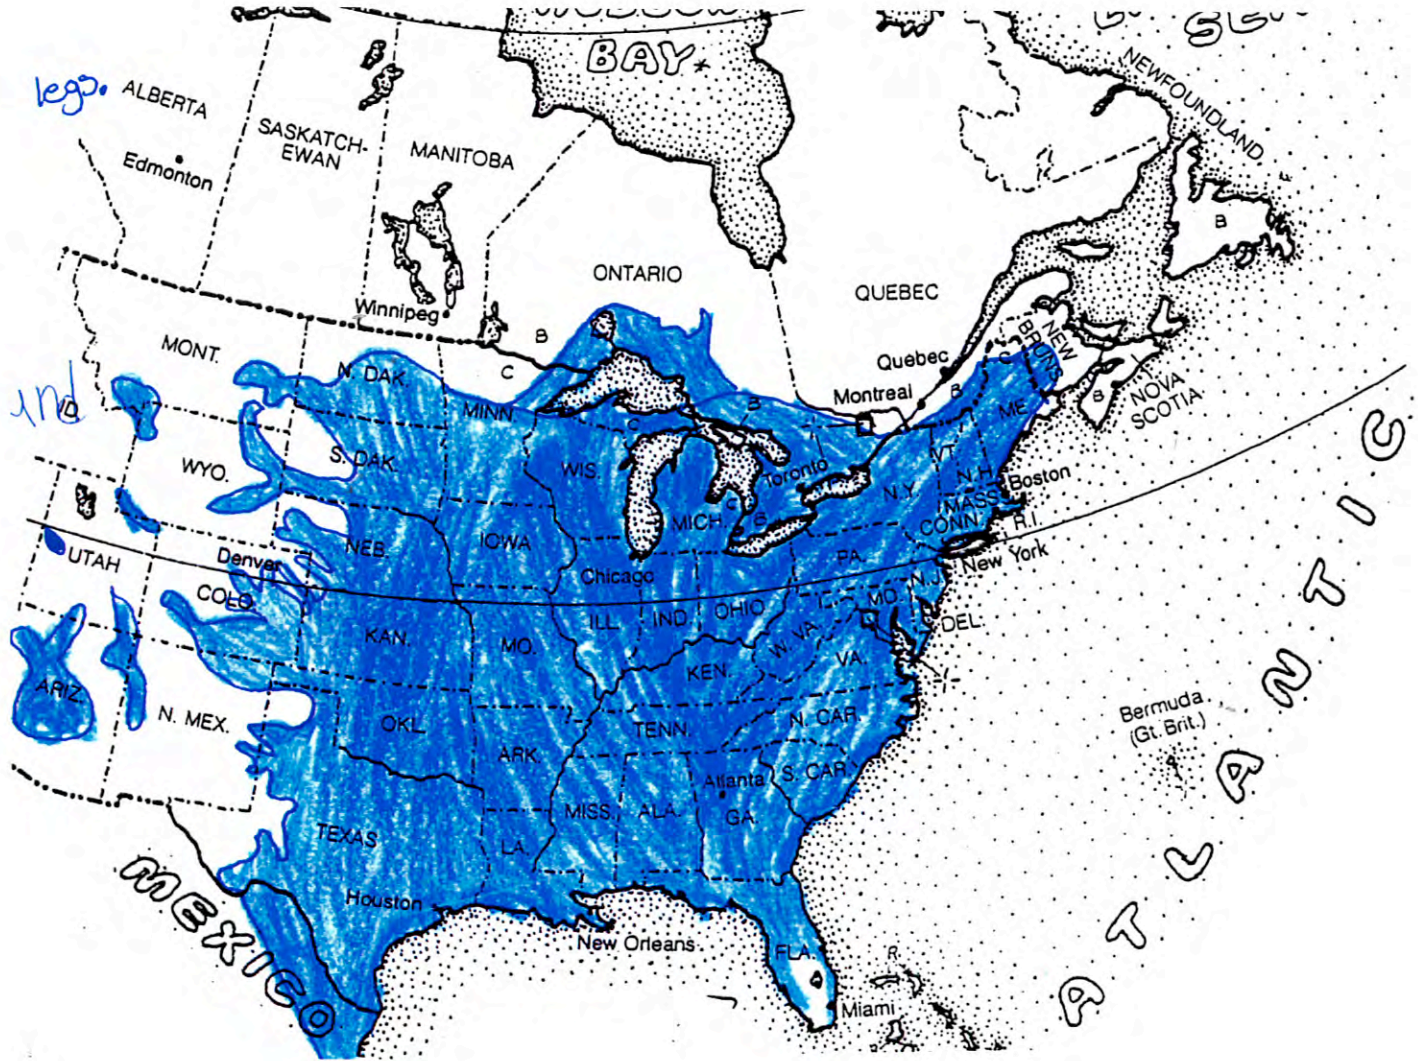 HUDSON
BAY
SEA
NEWFOUNDLAND
legs.
ALBERTA
Edmonton
SASKATCH-
EWAN
MANITOBA
ONTARIO
QUEBEC
B
Winnipeg
B
C
MONT.
N. DAK.
MINN.
Quebec
Montreal
B
B
C
NEW
BRUNS.
B
NOVA
SCOTIA
ID.
WYO.
S. DAK.
WIS.
C
Toronto
MICH.
C
B
N.Y.
VT.
N.H.
ME.
MASS.
CONN.
R.I.
Boston
New York
UTAH
Denver
COLO.
NEB.
IOWA
Chicago
ILL.
IND.
OHIO
PA.
N.J.
MD.
DEL.
ARIZ.
N. MEX.
KAN.
MO.
KEN.
W. VA.
VA.
OKL.
ARK.
TENN.
N. CAR.
S. CAR.
Atlanta
GA.
MISS.
ALA.
LA.
TEXAS
Houston
New Orleans
FLA.
Miami
Bermuda
(Gt. Brit.)
MEXICO
ATLANTIC